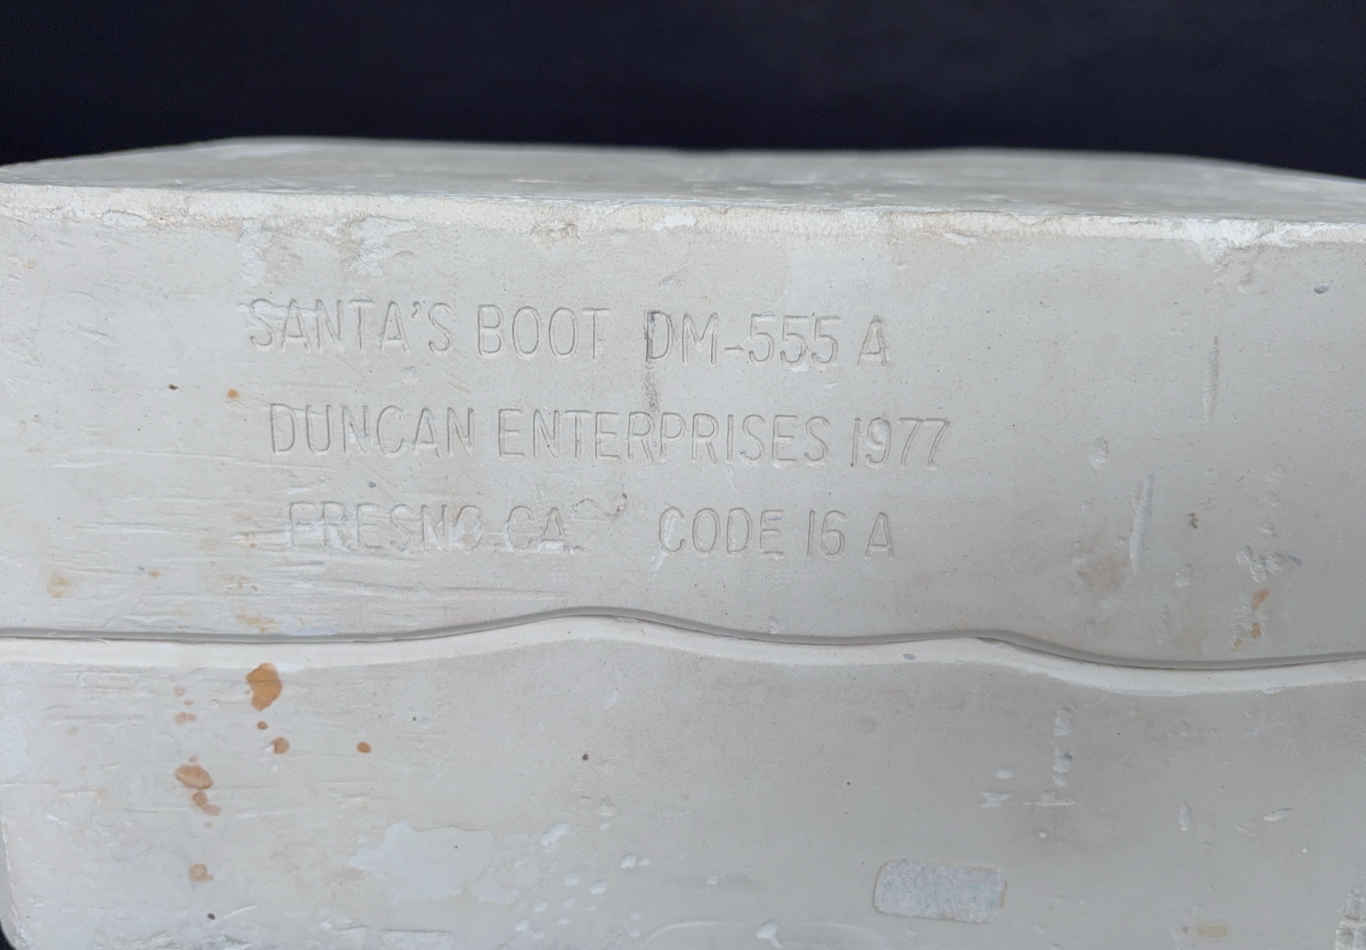 SANTA'S BOOT DM-555 A
DUNCAN ENTERPRISES 1977
FRESNO CA. CODE 16 A